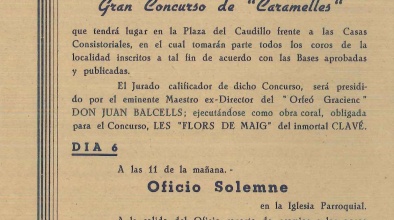 Gran Concurso de "Caramelles"
que tendrá lugar en la Plaza del Caudillo frente a las Casas
Consistoriales, en el cual tomarán parte todos los coros de la
localidad inscritos a tal fin de acuerdo con las Bases aprobadas
y publicadas.
El Jurado calificador de dicho Concurso, será presidi-
do por el eminente Maestro ex-Director del "Orfeó Gracienc"
DON JUAN BALCELLS; ejecutándose como obra coral, obligada
para el Concurso, LES "FLORS DE MAIG" del inmortal CLAVÉ.
DIA 6
A las 11 de la mañana.-
Oficio Solemne
en la Iglesia Parroquial.